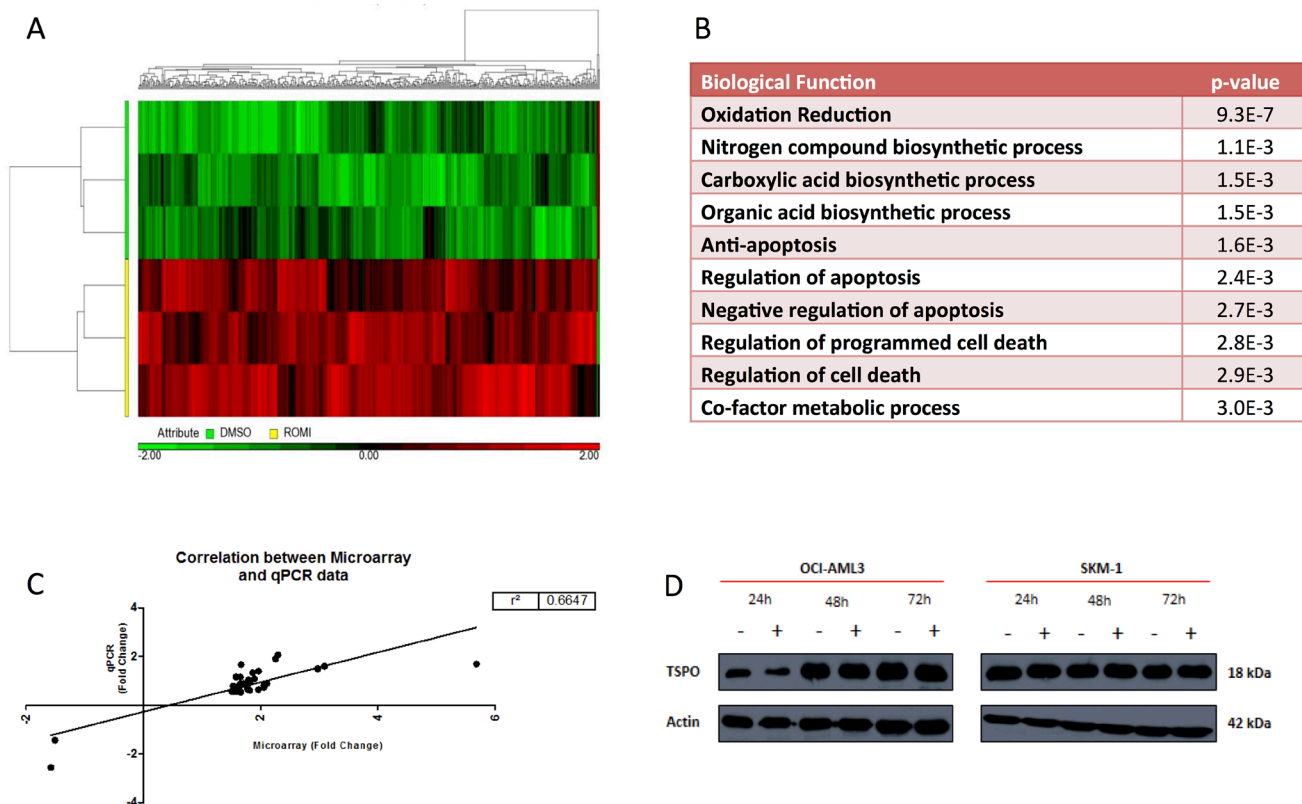 A
Attribute DMSO ROMI
-2.00 0.00 2.00
B
Biological Function p-value
Oxidation Reduction 9.3E-7
Nitrogen compound biosynthetic process 1.1E-3
Carboxylic acid biosynthetic process 1.5E-3
Organic acid biosynthetic process 1.5E-3
Anti-apoptosis 1.6E-3
Regulation of apoptosis 2.4E-3
Negative regulation of apoptosis 2.7E-3
Regulation of programmed cell death 2.8E-3
Regulation of cell death 2.9E-3
Co-factor metabolic process 3.0E-3
C
Correlation between Microarray
and qPCR data
r² 0.6647
qPCR
(Fold Change)
4
2
-2
-4
-2 2 4 6
Microarray (Fold Change)
D
OCI-AML3 SKM-1
24h 48h 72h 24h 48h 72h
- + - + - + - + - + - +
TSPO 18 kDa
Actin 42 kDa